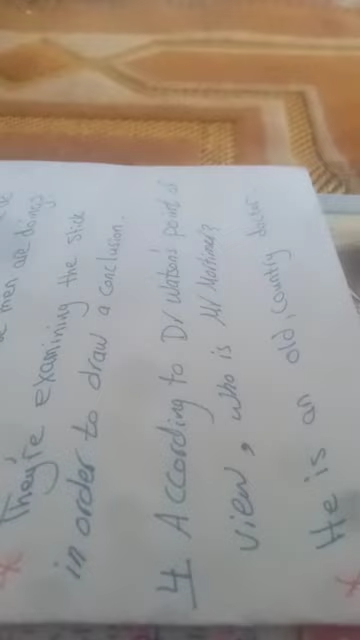 men are doing?
They're examining the stick
in order to draw a conclusion.
4 According to Dr Watson's point of
view, who is Mr Mortimer?
He is an old, country doctor